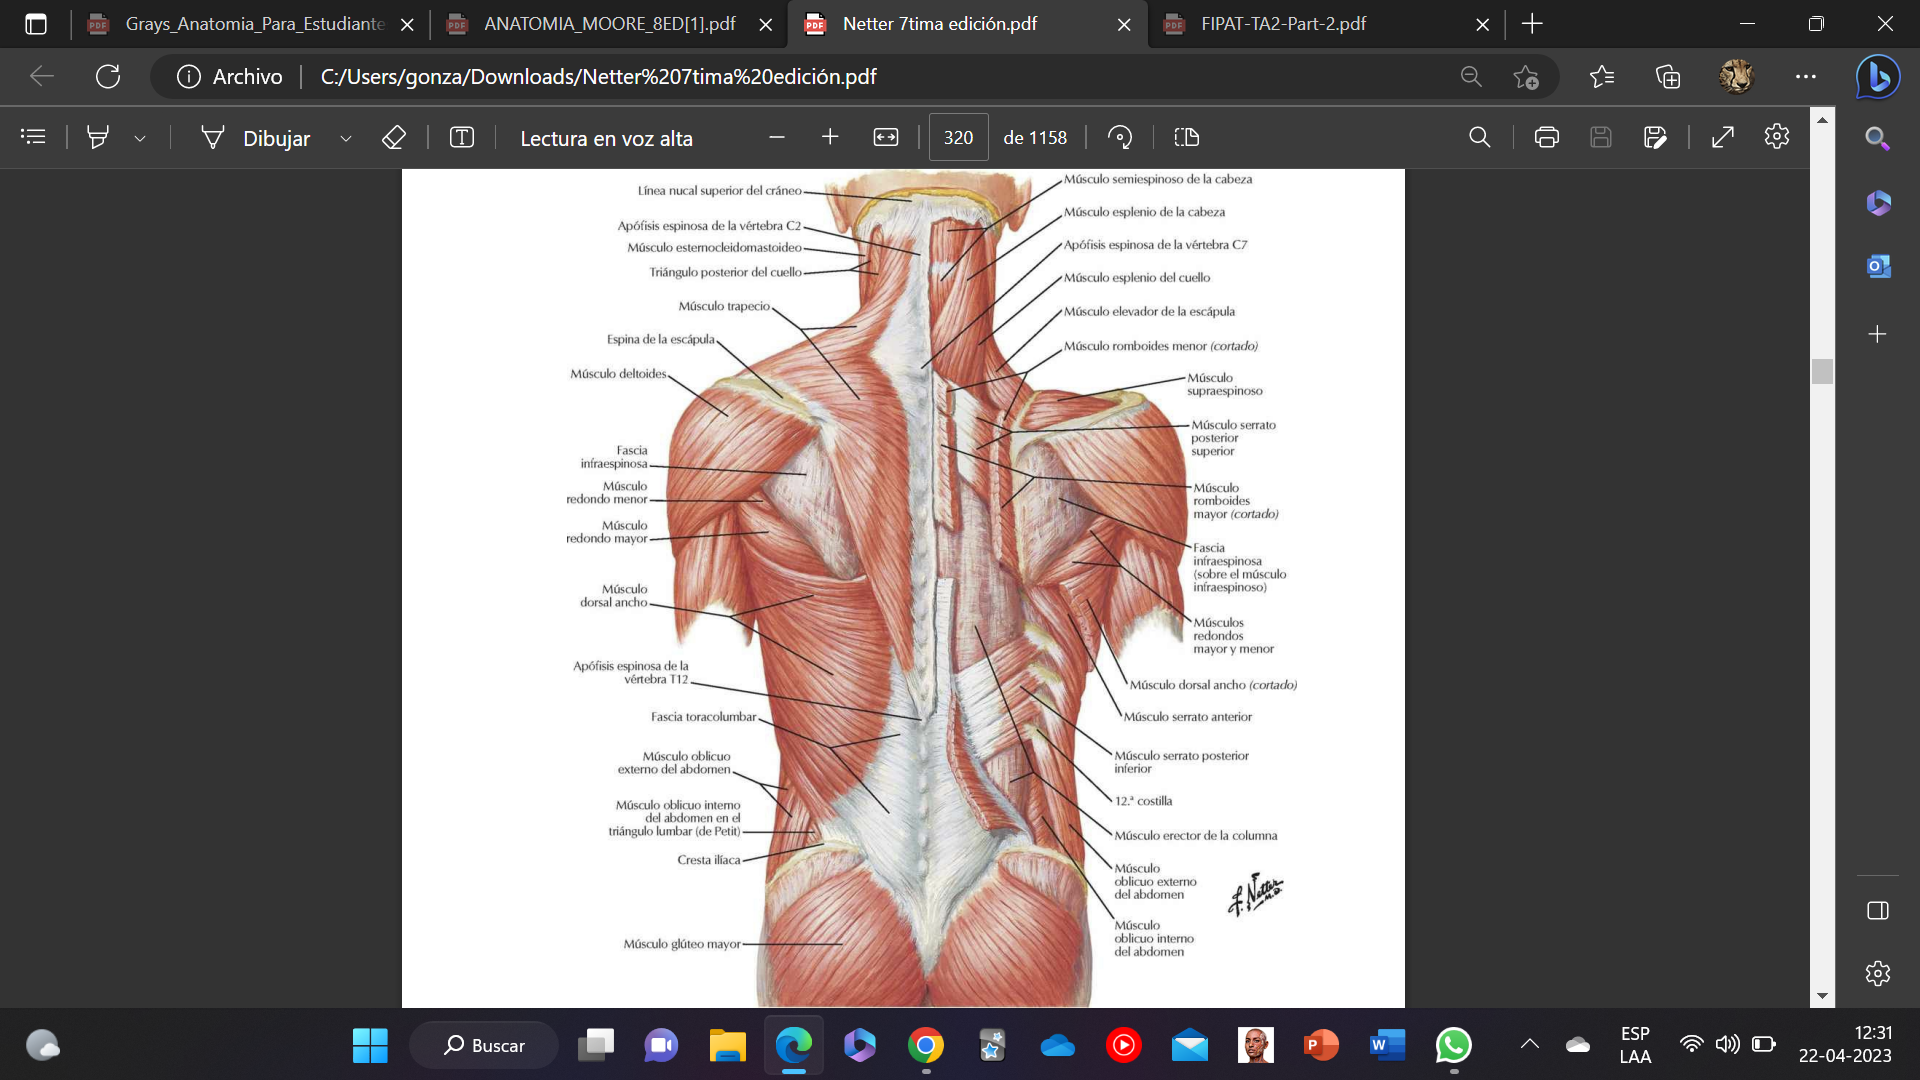 Grays_Anatomia_Para_Estudiante
ANATOMIA_MOORE_8ED[1].pdf
Netter 7tima edición.pdf
FIPAT-TA2-Part-2.pdf
Archivo
C:/Users/gonza/Downloads/Netter%207tima%20edición.pdf
Dibujar
Lectura en voz alta
320
de 1158
Línea nucal superior del cráneo
Apófisis espinosa de la vértebra C2
Músculo esternocleidomastoideo
Triángulo posterior del cuello
Músculo trapecio
Espina de la escápula
Músculo deltoides
Fascia
infraespinosa
Músculo
redondo menor
Músculo
redondo mayor
Músculo
dorsal ancho
Apófisis espinosa de la
vértebra T12
Fascia toracolumbar
Músculo oblicuo
externo del abdomen
Músculo oblicuo interno
del abdomen en el
triángulo lumbar (de Petit)
Cresta ilíaca
Músculo glúteo mayor
Músculo semiespinoso de la cabeza
Músculo esplenio de la cabeza
Apófisis espinosa de la vértebra C7
Músculo esplenio del cuello
Músculo elevador de la escápula
Músculo romboides menor (cortado)
Músculo
supraespinoso
Músculo serrato
posterior
superior
Músculo
romboides
mayor (cortado)
Fascia
infraespinosa
(sobre el músculo
infraespinoso)
Músculos
redondos
mayor y menor
Músculo dorsal ancho (cortado)
Músculo serrato anterior
Músculo serrato posterior
inferior
12.ª costilla
Músculo erector de la columna
Músculo
oblicuo externo
del abdomen
Músculo
oblicuo interno
del abdomen
F. Netter
M.D.
Buscar
ESP
LAA
12:31
22-04-2023